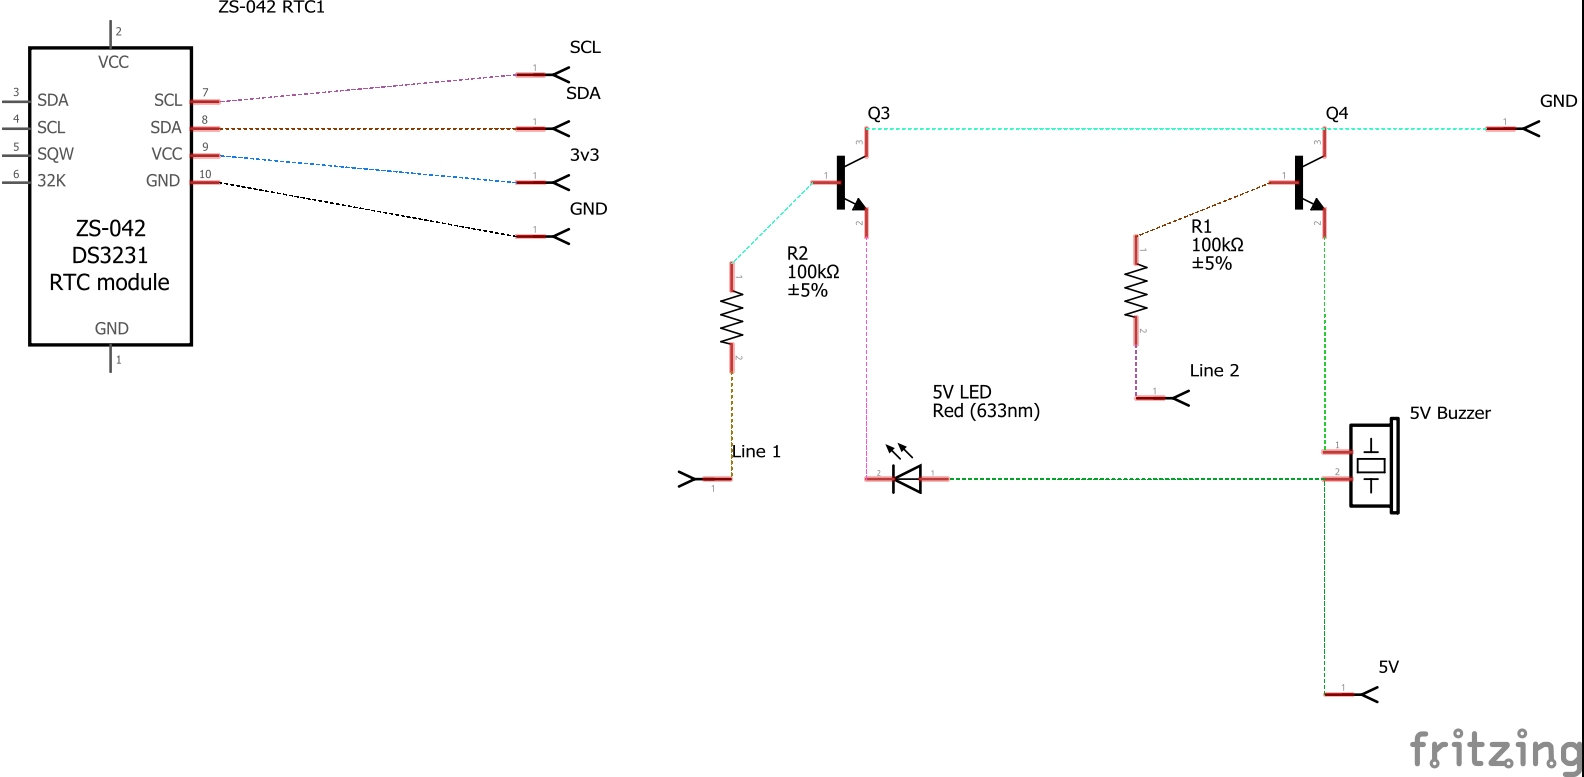 ZS-042 RTC1
2
VCC
3 SDA SCL 7
4 SCL SDA 8
5 SQW VCC 9
6 32K GND 10
ZS-042
DS3231
RTC module
GND
1
SCL
1
SDA
1
3v3
1
GND
1
Q3
3
1
2
R2
100kΩ
±5%
1
2
Line 1
1
Q4
3
1
2
GND
1
R1
100kΩ
±5%
1
2
Line 2
1
5V LED
Red (633nm)
2 1
5V Buzzer
1
2
5V
1
fritzing